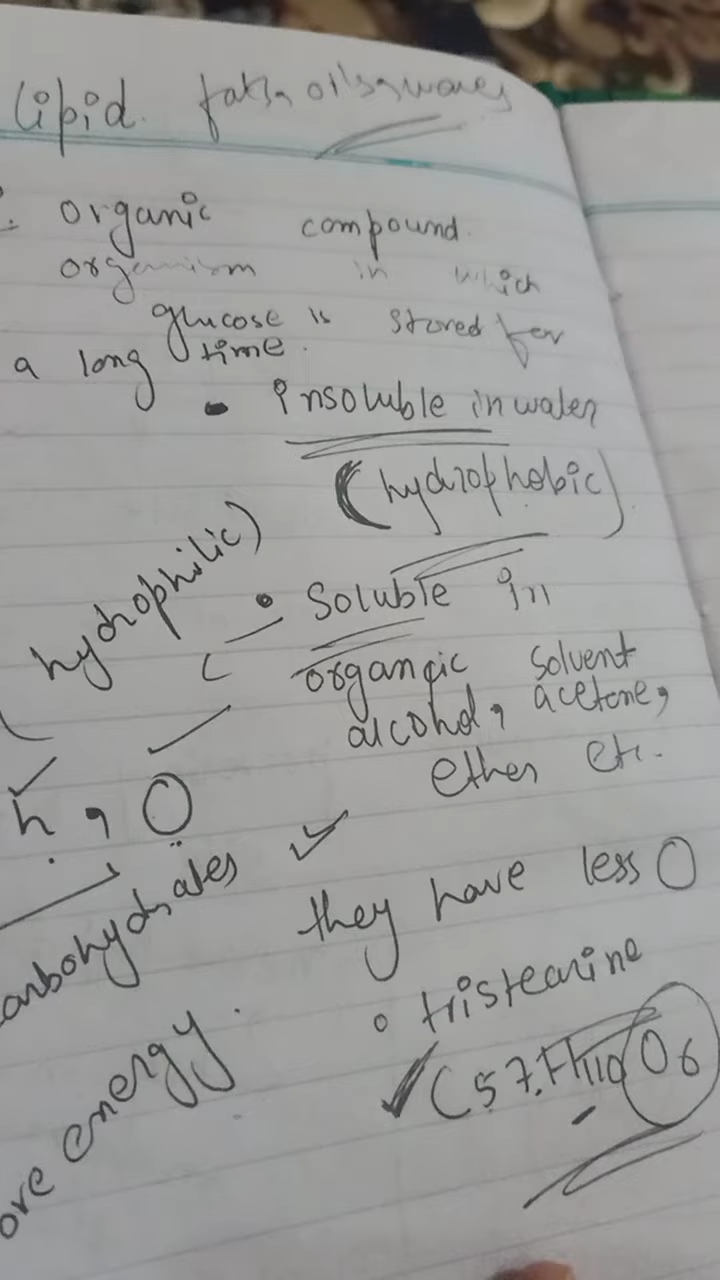 lipid. fats, oils, waxes
organic compound.
organism in which
glucose is stored for
a long time.
• insoluble in water
(hydrophobic)
hydrophilic)
• Soluble in
organic solvent
alcohol, acetone,
ether etc.
h, O
carbohydrates
they have less O
ore energy.
• tristearine
C57H110O6